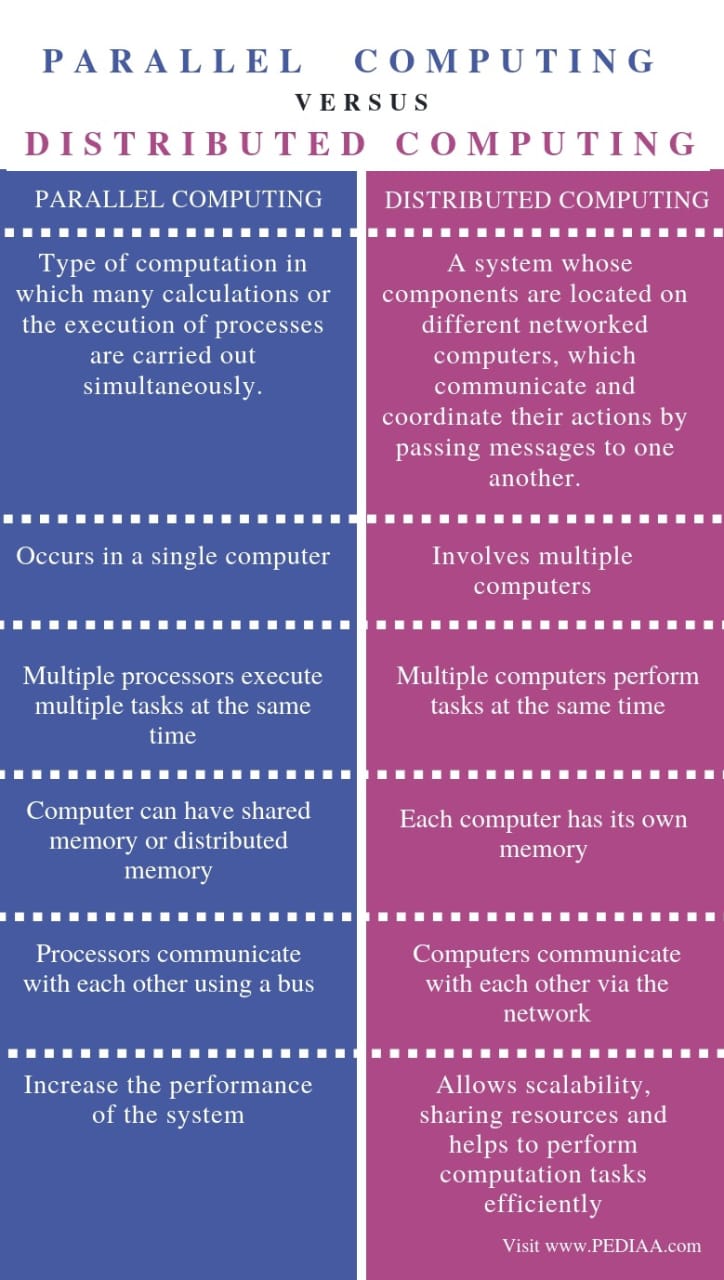 PARALLEL COMPUTING
VERSUS
DISTRIBUTED COMPUTING
PARALLEL COMPUTING
DISTRIBUTED COMPUTING
Type of computation in
which many calculations or
the execution of processes
are carried out
simultaneously.
A system whose
components are located on
different networked
computers, which
communicate and
coordinate their actions by
passing messages to one
another.
Occurs in a single computer
Involves multiple
computers
Multiple processors execute
multiple tasks at the same
time
Multiple computers perform
tasks at the same time
Computer can have shared
memory or distributed
memory
Each computer has its own
memory
Processors communicate
with each other using a bus
Computers communicate
with each other via the
network
Increase the performance
of the system
Allows scalability,
sharing resources and
helps to perform
computation tasks
efficiently
Visit www.PEDIAA.com